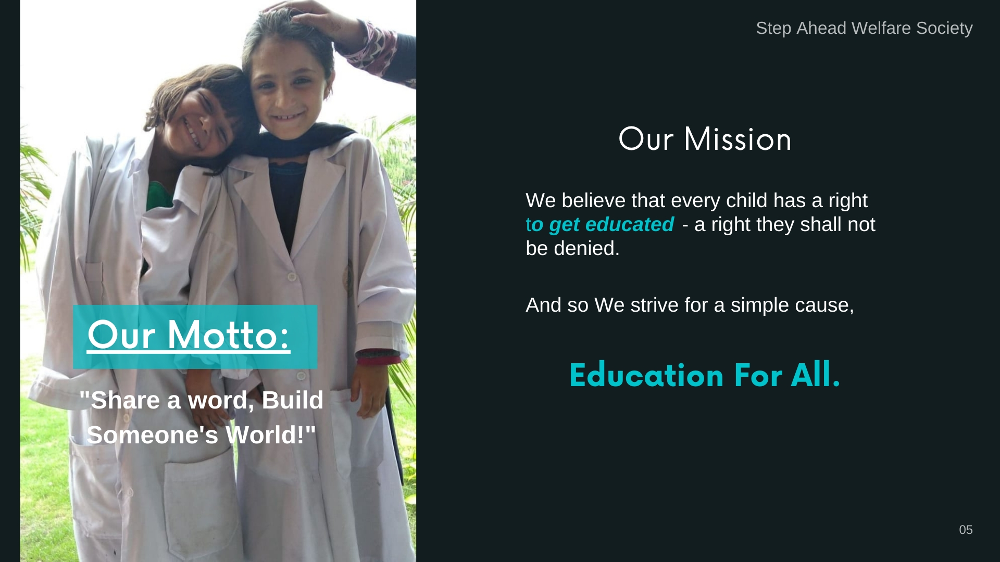 Step Ahead Welfare Society
Our Motto:
"Share a word, Build
Someone's World!"
Our Mission
We believe that every child has a right
to get educated - a right they shall not
be denied.
And so We strive for a simple cause,
Education For All.
05